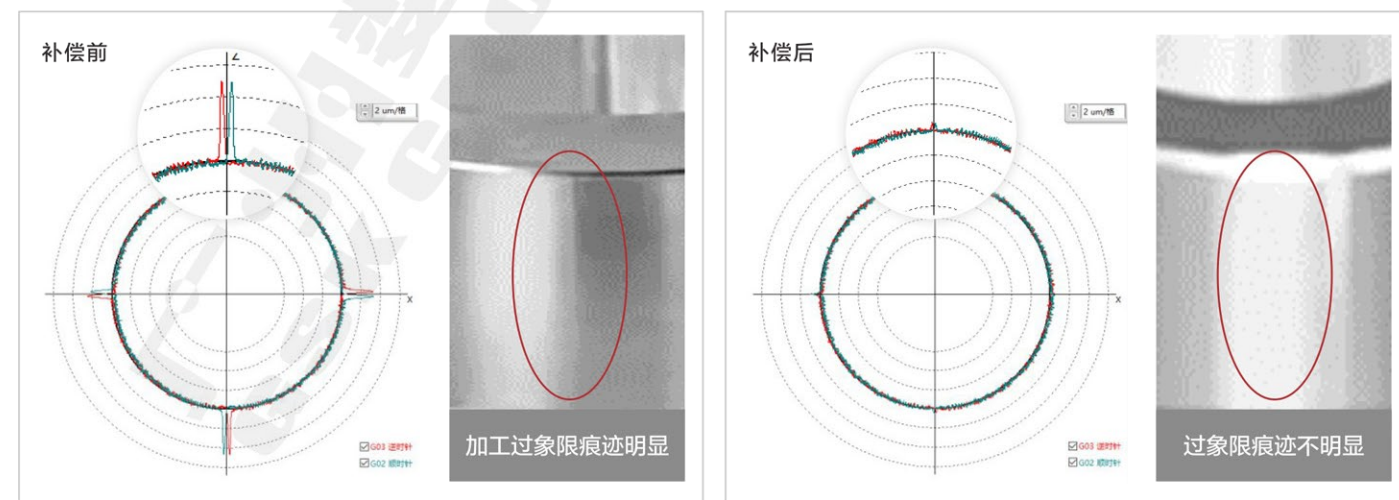 补偿前
Z
2 um/格
X
G03 逆时针
G02 顺时针
加工过象限痕迹明显
补偿后
2 um/格
X
G03 逆时针
G02 顺时针
过象限痕迹不明显